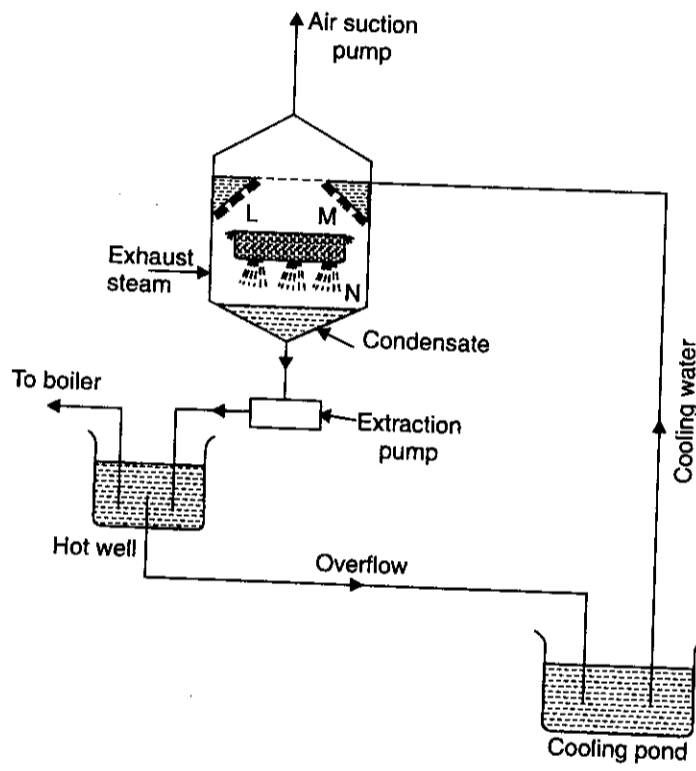 Air suction
pump
L
M
Exhaust
steam
N
Condensate
To boiler
Extraction
pump
Cooling water
Hot well
Overflow
Cooling pond